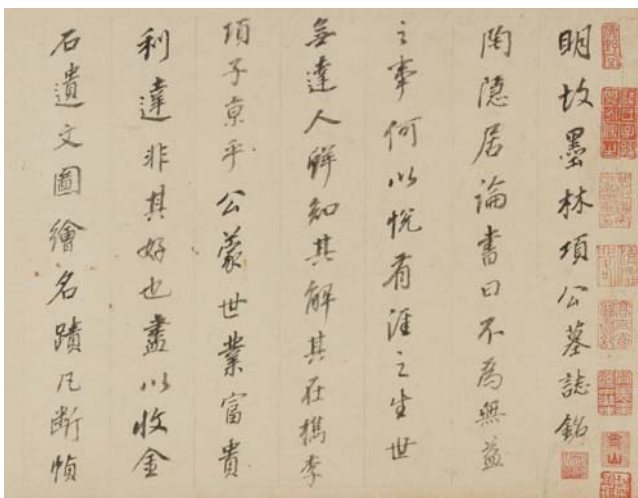 明故墨林項公墓誌銘
陶隱居論書曰不為無益
之事何以悅有涯之生世
無達人鮮知其解其在檇李
項子京乎公蒙世業富貴
利達非其好也盡以收金
石遺文圖繪名蹟凡斷幀